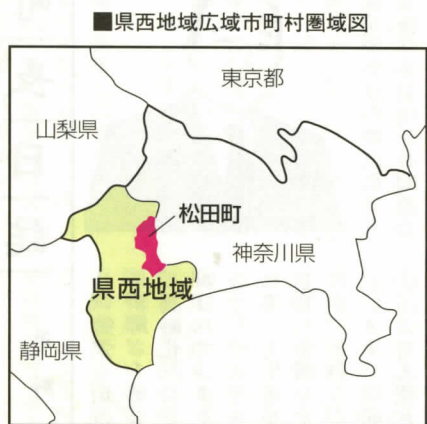 ■県西地域広域市町村圏域図
東京都
山梨県
松田町
神奈川県
県西地域
静岡県